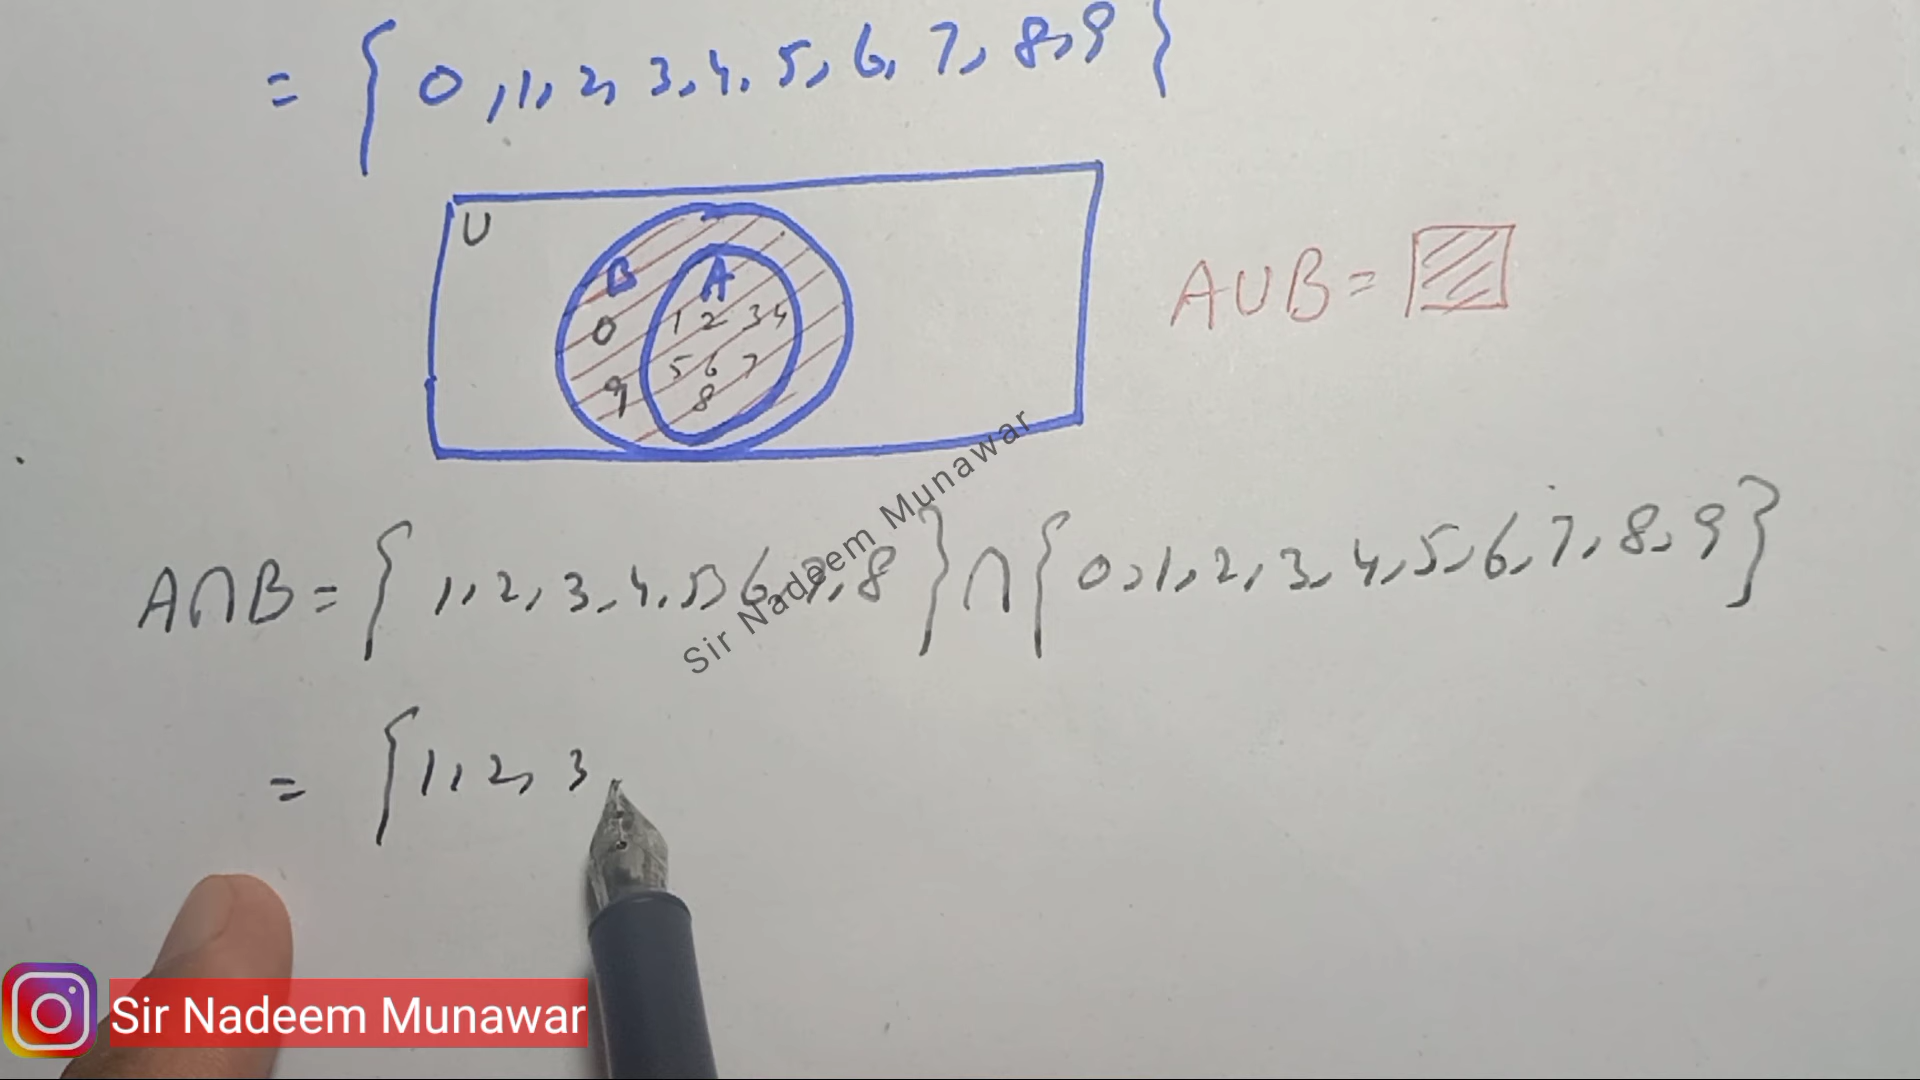 = { 0, 1, 2, 3, 4, 5, 6, 7, 8, 9 }
U
B A
0 1 2 3 4
5 6 7
9 8
A∪B =
A∩B = { 1, 2, 3, 4, 5, 6, 7, 8 } ∩ { 0, 1, 2, 3, 4, 5, 6, 7, 8, 9 }
Sir Nadeem Munawar
= { 1, 2, 3
Sir Nadeem Munawar